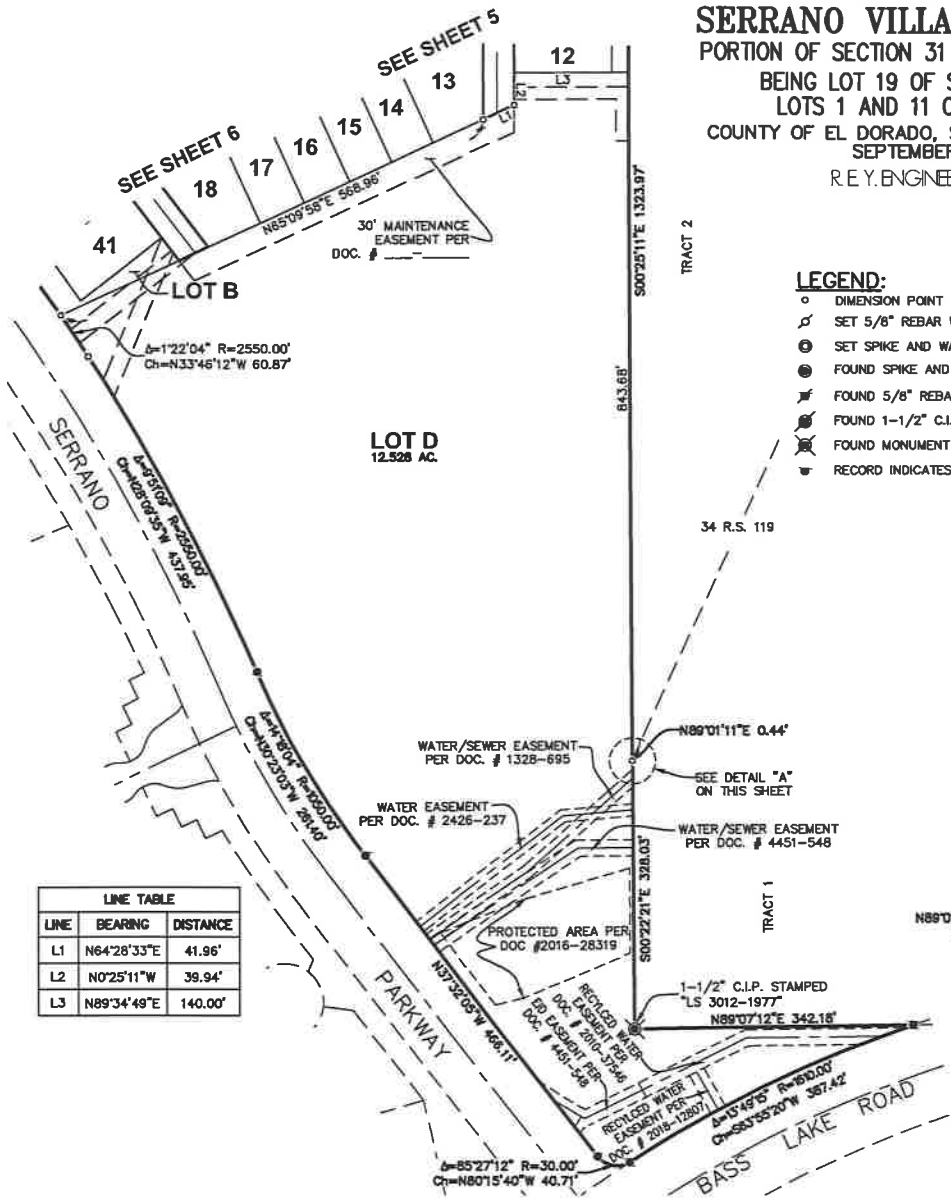 SERRANO VILLA
PORTION OF SECTION 31
BEING LOT 19 OF S
LOTS 1 AND 11 O
COUNTY OF EL DORADO, S
SEPTEMBER
R.E.Y. ENGINEE
SEE SHEET 5
12
L3
L2
L1
13
14
15
16
17
18
SEE SHEET 6
41
N65°09'58"E 568.96'
30' MAINTENANCE
EASEMENT PER
DOC. # ___-______
LOT B
Δ=1°22'04" R=2550.00'
Ch=N33°46'12"W 60.87'
S00°25'11"E 1323.97'
TRACT 2
843.68'
LEGEND:
DIMENSION POINT
SET 5/8" REBAR W
SET SPIKE AND WA
FOUND SPIKE AND
FOUND 5/8" REBA
FOUND 1-1/2" C.I.
FOUND MONUMENT
RECORD INDICATES
SERRANO
LOT D
12.528 AC.
Δ=9°51'09" R=2550.00'
Ch=N28°09'35"W 437.95'
34 R.S. 119
Δ=14°18'04" R=1050.00'
Ch=N30°23'03"W 261.40'
N89°01'11"E 0.44'
SEE DETAIL "A"
ON THIS SHEET
WATER/SEWER EASEMENT
PER DOC. # 1328-695
WATER EASEMENT
PER DOC. # 2426-237
WATER/SEWER EASEMENT
PER DOC. # 4451-548
S00°22'21"E 328.03'
TRACT 1
N89°0
LINE TABLE
LINE BEARING DISTANCE
L1 N64°28'33"E 41.96'
L2 N0°25'11"W 39.94'
L3 N89°34'49"E 140.00'
PROTECTED AREA PER
DOC #2016-28319
N37°32'05"W 466.11'
PARKWAY
1-1/2" C.I.P. STAMPED
"LS 3012-1977"
N89°07'12"E 342.18'
RECYLCED WATER
EASEMENT PER
DOC. # 2010-37546
EID EASEMENT PER
DOC. # 4451-548
RECYLCED WATER
EASEMENT PER
DOC. # 2018-12807
Δ=13°49'15" R=1610.00'
Ch=S63°55'20"W 387.42'
BASS LAKE ROAD
Δ=85°27'12" R=30.00'
Ch=N80°15'40"W 40.71'